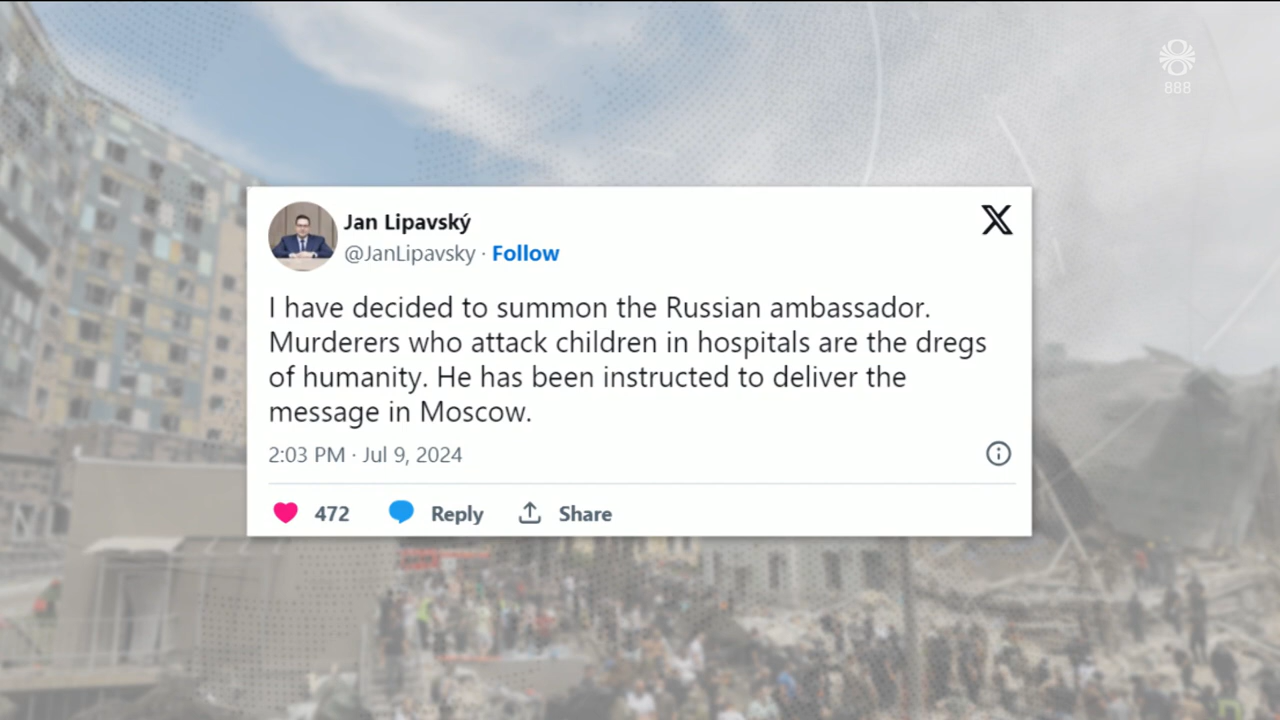 888
Jan Lipavský
@JanLipavsky · Follow
I have decided to summon the Russian ambassador.
Murderers who attack children in hospitals are the dregs
of humanity. He has been instructed to deliver the
message in Moscow.
2:03 PM · Jul 9, 2024
472 Reply Share